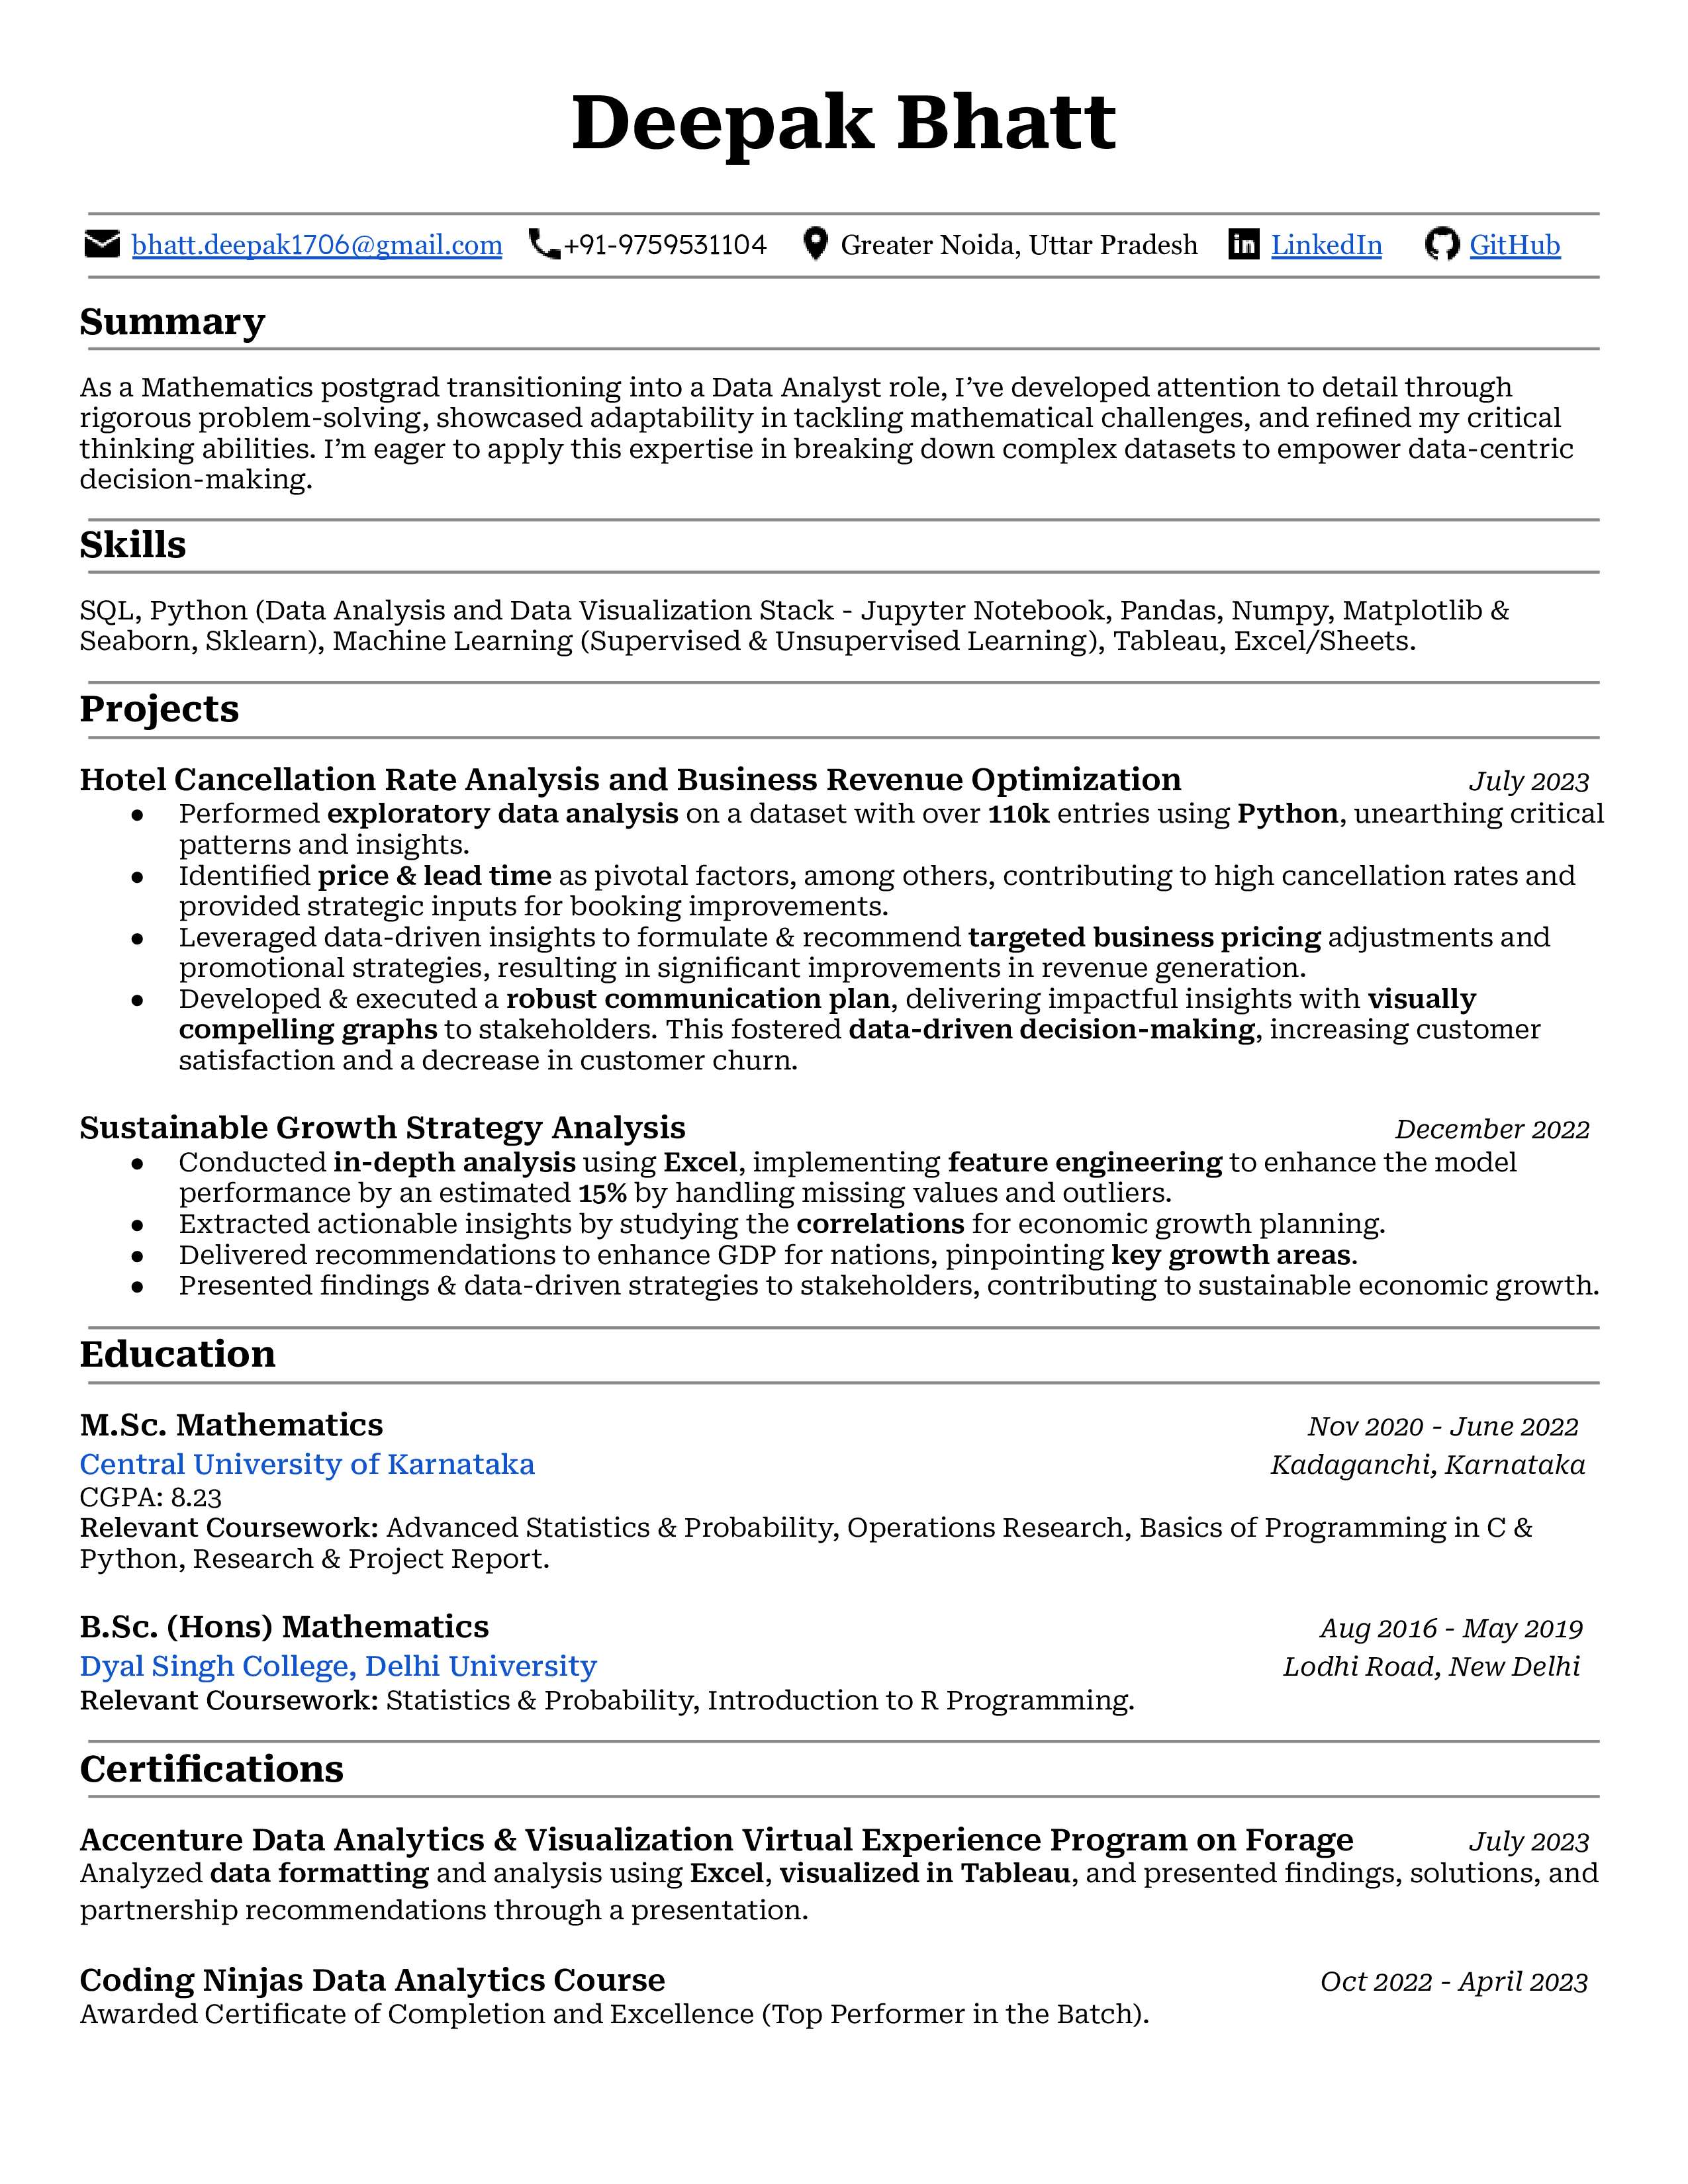 Deepak Bhatt
bhatt.deepak1706@gmail.com +91-9759531104 Greater Noida, Uttar Pradesh LinkedIn GitHub
Summary
As a Mathematics postgrad transitioning into a Data Analyst role, I’ve developed attention to detail through
rigorous problem-solving, showcased adaptability in tackling mathematical challenges, and refined my critical
thinking abilities. I’m eager to apply this expertise in breaking down complex datasets to empower data-centric
decision-making.
Skills
SQL, Python (Data Analysis and Data Visualization Stack - Jupyter Notebook, Pandas, Numpy, Matplotlib &
Seaborn, Sklearn), Machine Learning (Supervised & Unsupervised Learning), Tableau, Excel/Sheets.
Projects
Hotel Cancellation Rate Analysis and Business Revenue Optimization July 2023
● Performed exploratory data analysis on a dataset with over 110k entries using Python, unearthing critical
patterns and insights.
● Identified price & lead time as pivotal factors, among others, contributing to high cancellation rates and
provided strategic inputs for booking improvements.
● Leveraged data-driven insights to formulate & recommend targeted business pricing adjustments and
promotional strategies, resulting in significant improvements in revenue generation.
● Developed & executed a robust communication plan, delivering impactful insights with visually
compelling graphs to stakeholders. This fostered data-driven decision-making, increasing customer
satisfaction and a decrease in customer churn.
Sustainable Growth Strategy Analysis December 2022
● Conducted in-depth analysis using Excel, implementing feature engineering to enhance the model
performance by an estimated 15% by handling missing values and outliers.
● Extracted actionable insights by studying the correlations for economic growth planning.
● Delivered recommendations to enhance GDP for nations, pinpointing key growth areas.
● Presented findings & data-driven strategies to stakeholders, contributing to sustainable economic growth.
Education
M.Sc. Mathematics Nov 2020 - June 2022
Central University of Karnataka Kadaganchi, Karnataka
CGPA: 8.23
Relevant Coursework: Advanced Statistics & Probability, Operations Research, Basics of Programming in C &
Python, Research & Project Report.
B.Sc. (Hons) Mathematics Aug 2016 - May 2019
Dyal Singh College, Delhi University Lodhi Road, New Delhi
Relevant Coursework: Statistics & Probability, Introduction to R Programming.
Certifications
Accenture Data Analytics & Visualization Virtual Experience Program on Forage July 2023
Analyzed data formatting and analysis using Excel, visualized in Tableau, and presented findings, solutions, and
partnership recommendations through a presentation.
Coding Ninjas Data Analytics Course Oct 2022 - April 2023
Awarded Certificate of Completion and Excellence (Top Performer in the Batch).